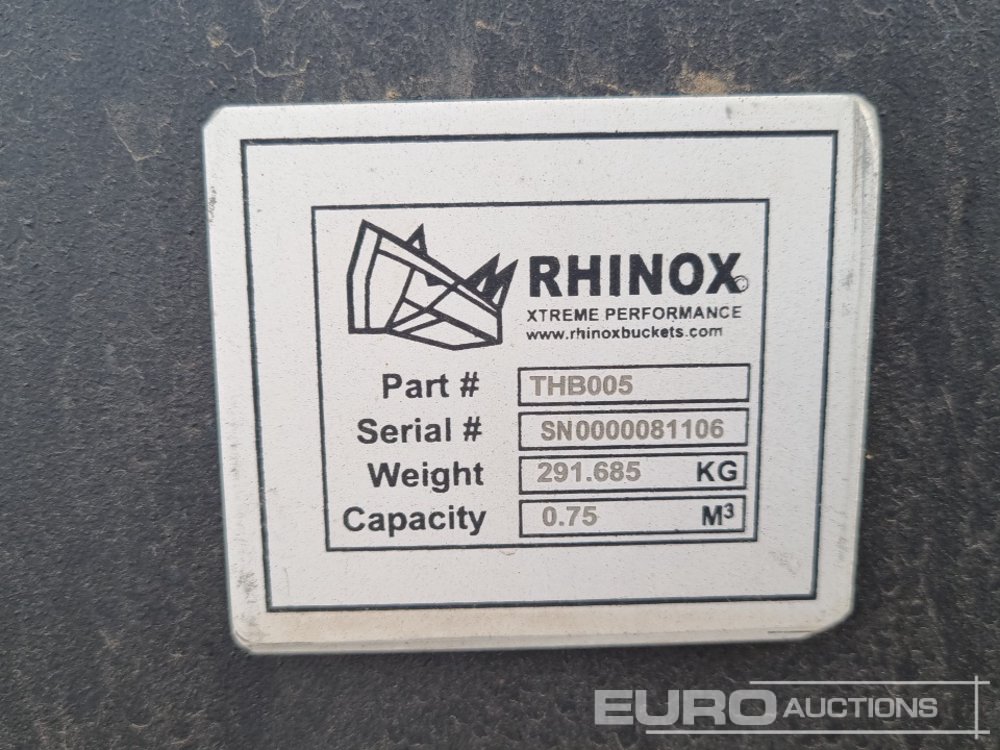 RHINOX
XTREME PERFORMANCE
www.rhinoxbuckets.com
Part # THB005
Serial # SN0000081106
Weight 291.685 KG
Capacity 0.75 M³
EURO AUCTIONS